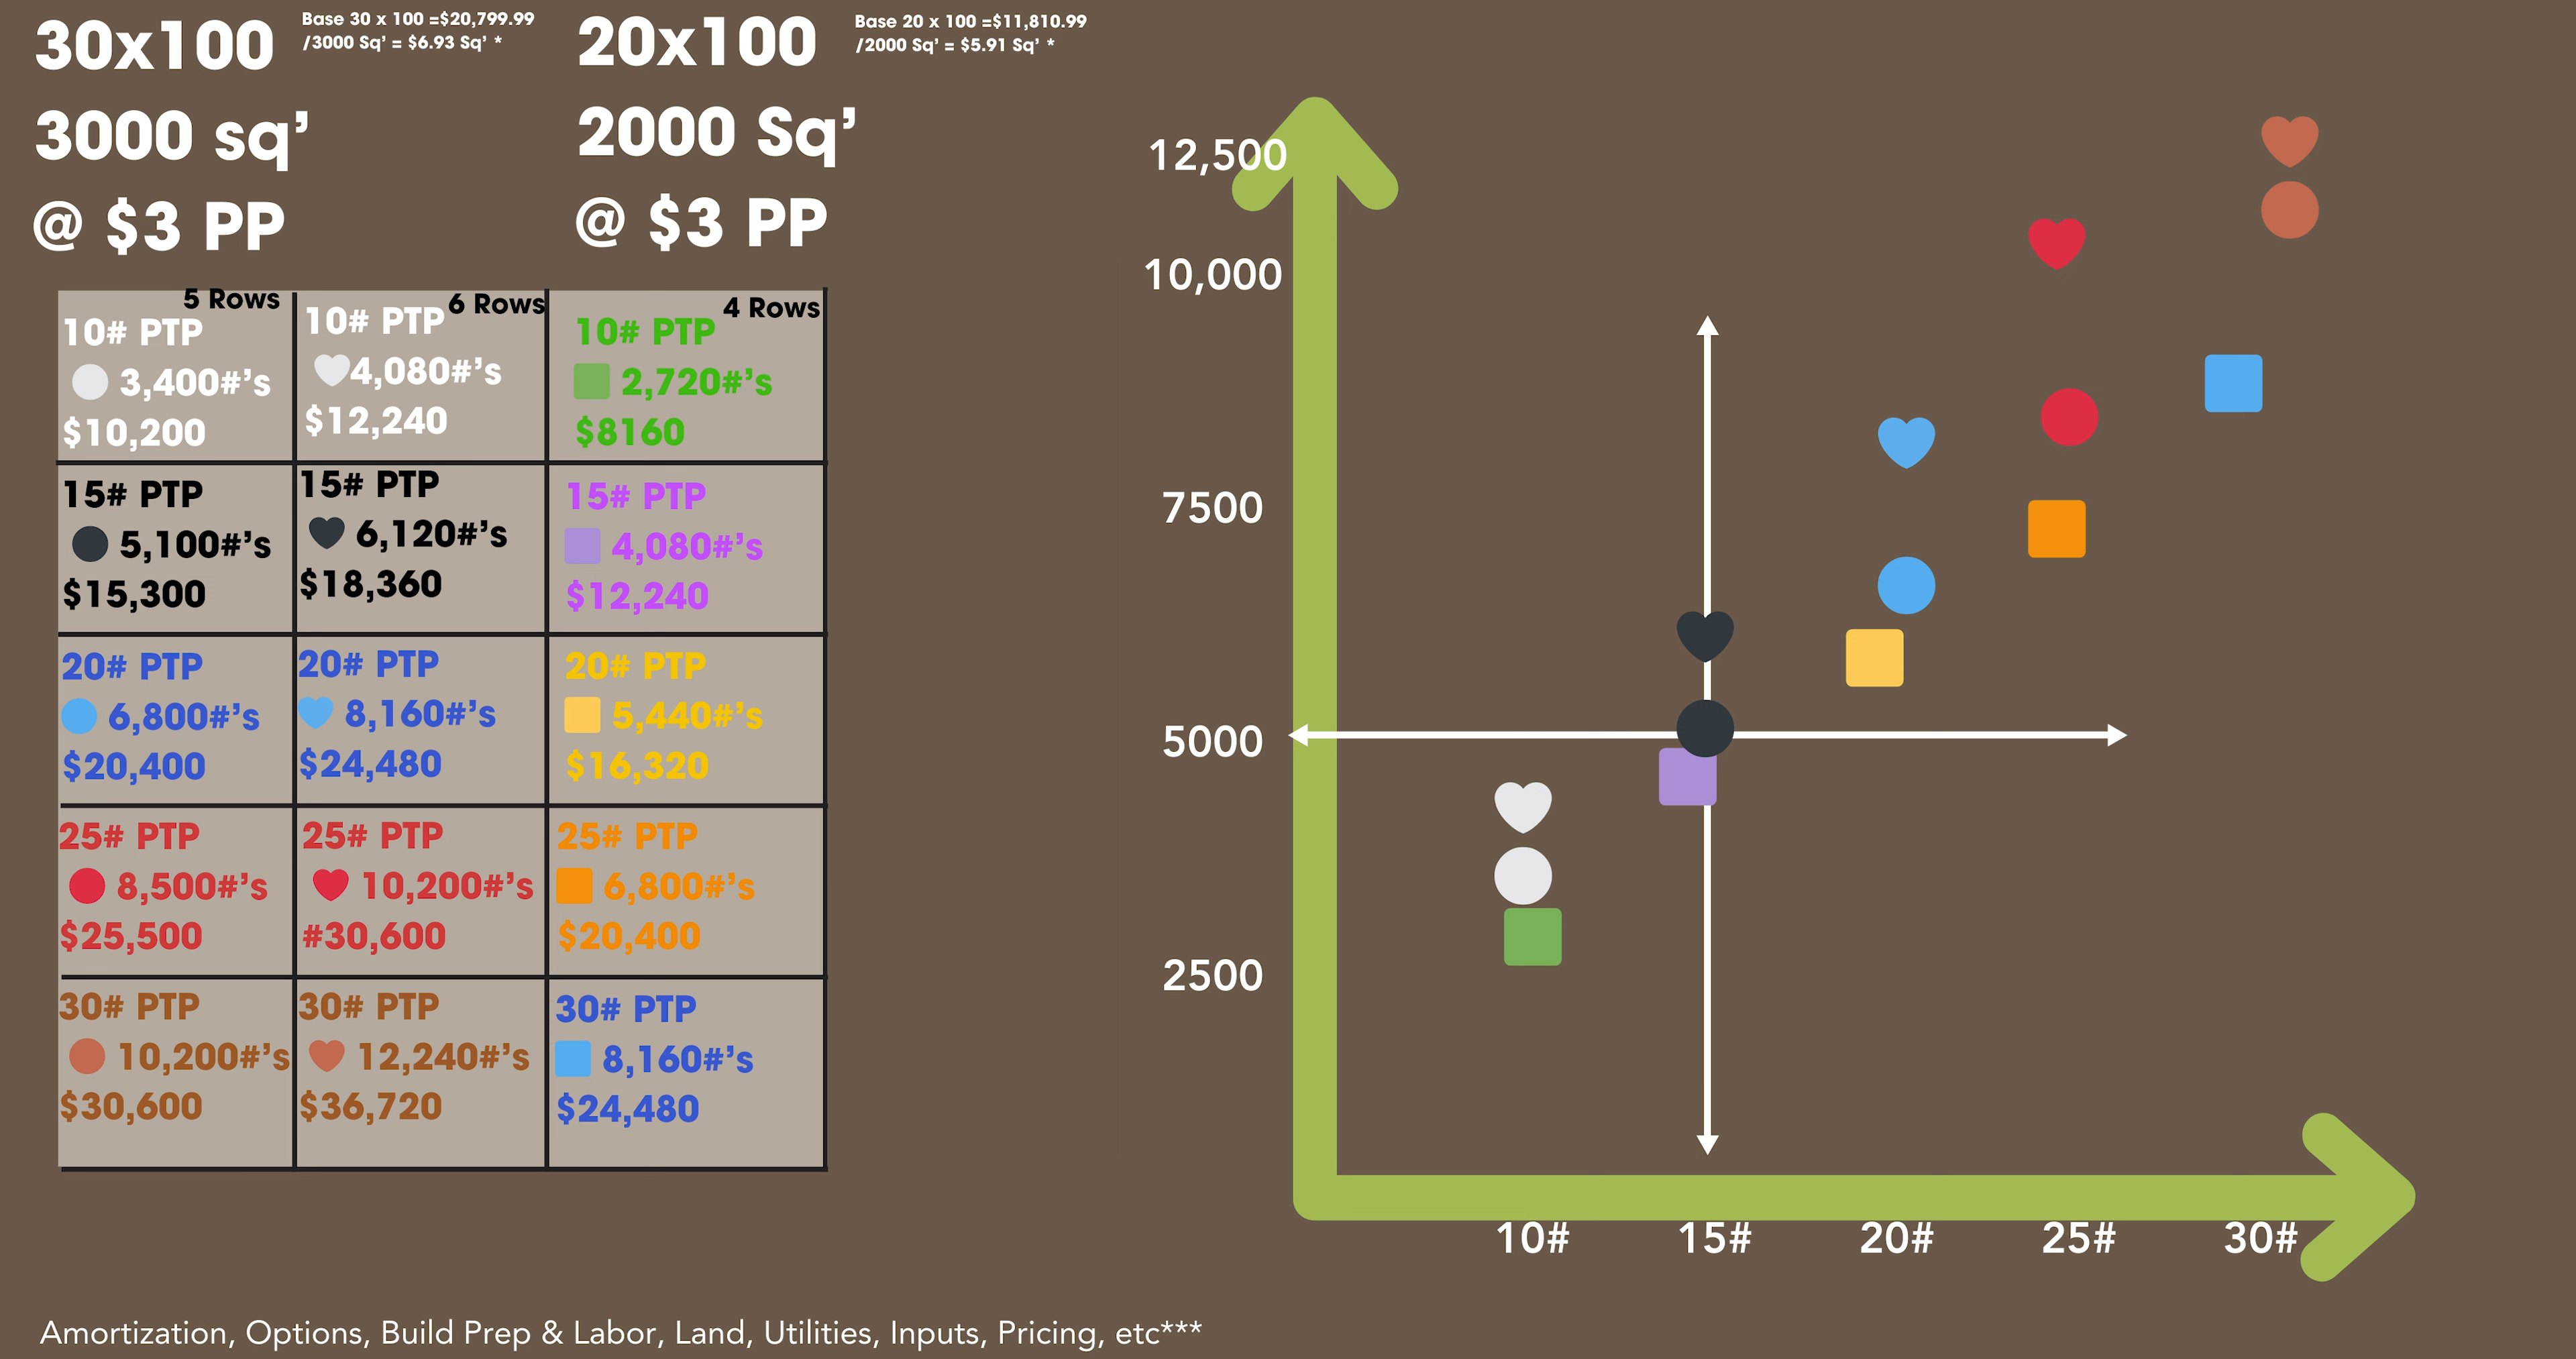 30x100
Base 30 x 100 =$20,799.99
/3000 Sq’ = $6.93 Sq’ *
3000 sq’
@ $3 PP
20x100
Base 20 x 100 =$11,810.99
/2000 Sq’ = $5.91 Sq’ *
2000 Sq’
@ $3 PP
5 Rows
10# PTP
3,400#’s
$10,200
6 Rows
10# PTP
4,080#’s
$12,240
4 Rows
10# PTP
2,720#’s
$8160
15# PTP
5,100#’s
$15,300
15# PTP
6,120#’s
$18,360
15# PTP
4,080#’s
$12,240
20# PTP
6,800#’s
$20,400
20# PTP
8,160#’s
$24,480
20# PTP
5,440#’s
$16,320
25# PTP
8,500#’s
$25,500
25# PTP
10,200#’s
#30,600
25# PTP
6,800#’s
$20,400
30# PTP
10,200#’s
$30,600
30# PTP
12,240#’s
$36,720
30# PTP
8,160#’s
$24,480
12,500
10,000
7500
5000
2500
10# 15# 20# 25# 30#
Amortization, Options, Build Prep & Labor, Land, Utilities, Inputs, Pricing, etc***